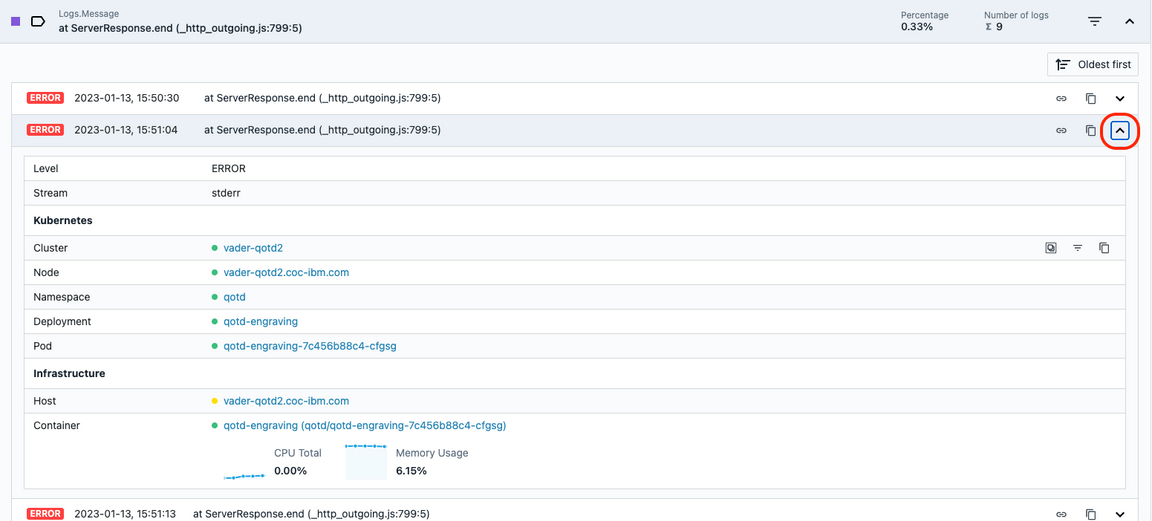 Logs.Message
at ServerResponse.end (_http_outgoing.js:799:5)
Percentage
0.33%
Number of logs
Σ 9
Oldest first
ERROR 2023-01-13, 15:50:30 at ServerResponse.end (_http_outgoing.js:799:5)
ERROR 2023-01-13, 15:51:04 at ServerResponse.end (_http_outgoing.js:799:5)
Level ERROR
Stream stderr
Kubernetes
Cluster vader-qotd2
Node vader-qotd2.coc-ibm.com
Namespace qotd
Deployment qotd-engraving
Pod qotd-engraving-7c456b88c4-cfgsg
Infrastructure
Host vader-qotd2.coc-ibm.com
Container qotd-engraving (qotd/qotd-engraving-7c456b88c4-cfgsg)
CPU Total
0.00%
Memory Usage
6.15%
ERROR 2023-01-13, 15:51:13 at ServerResponse.end (_http_outgoing.js:799:5)